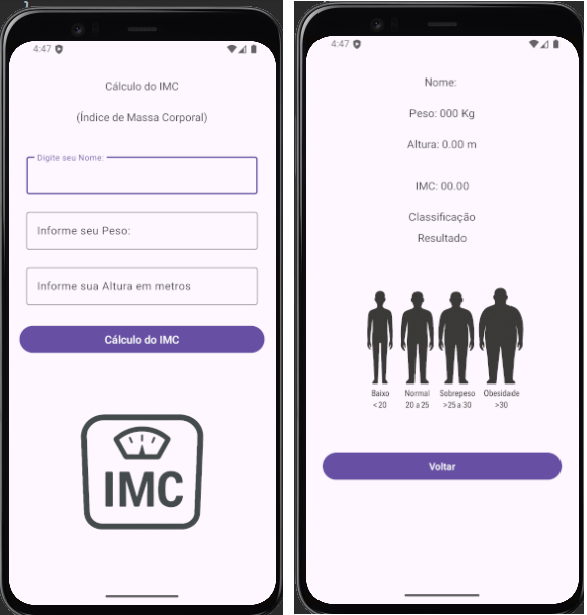 4:47
Cálculo do IMC
(Índice de Massa Corporal)
Digite seu Nome:
Informe seu Peso:
Informe sua Altura em metros
Cálculo do IMC
IMC
4:47
Nome:
Peso: 000 Kg
Altura: 0.00 m
IMC: 00.00
Classificação
Resultado
Baixo Normal Sobrepeso Obesidade
<20 20 a 25 >25 a 30 >30
Voltar